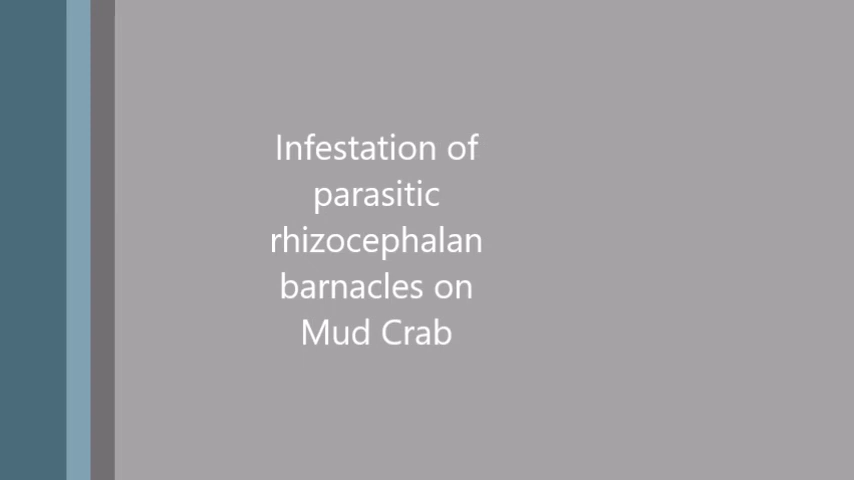 Infestation of
parasitic
rhizocephalan
barnacles on
Mud Crab